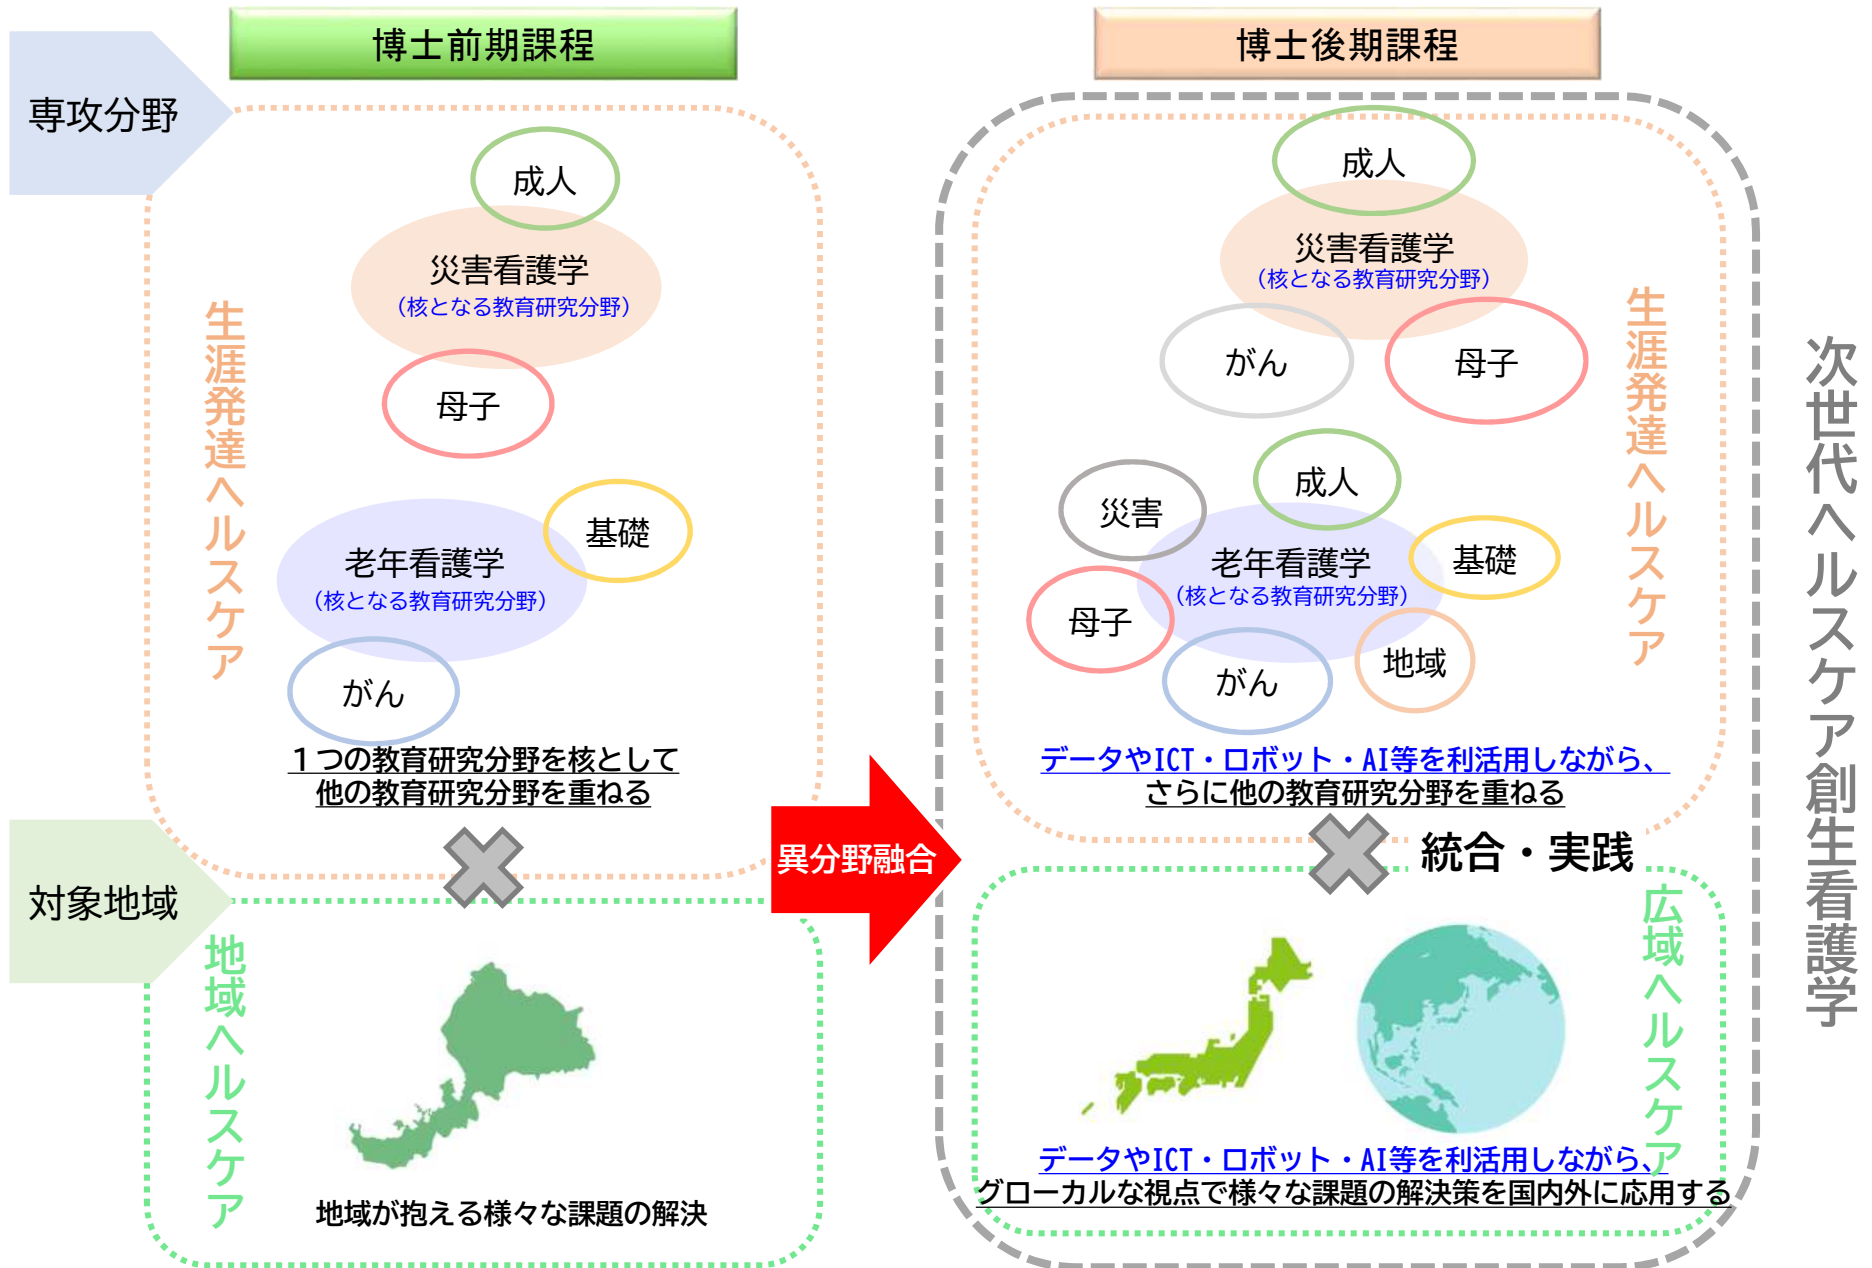 博士前期課程
博士後期課程
専攻分野
成人
災害看護学
（核となる教育研究分野）
母子
生涯発達ヘルスケア
基礎
老年看護学
（核となる教育研究分野）
がん
１つの教育研究分野を核として
他の教育研究分野を重ねる
対象地域
地域ヘルスケア
地域が抱える様々な課題の解決
異分野融合
成人
災害看護学
（核となる教育研究分野）
がん
母子
生涯発達ヘルスケア
成人
災害
老年看護学
（核となる教育研究分野）
基礎
母子
がん
地域
データやICT・ロボット・AI等を利活用しながら、
さらに他の教育研究分野を重ねる
統合・実践
広域ヘルスケア
データやICT・ロボット・AI等を利活用しながら、
グローカルな視点で様々な課題の解決策を国内外に応用する
次世代ヘルスケア創生看護学